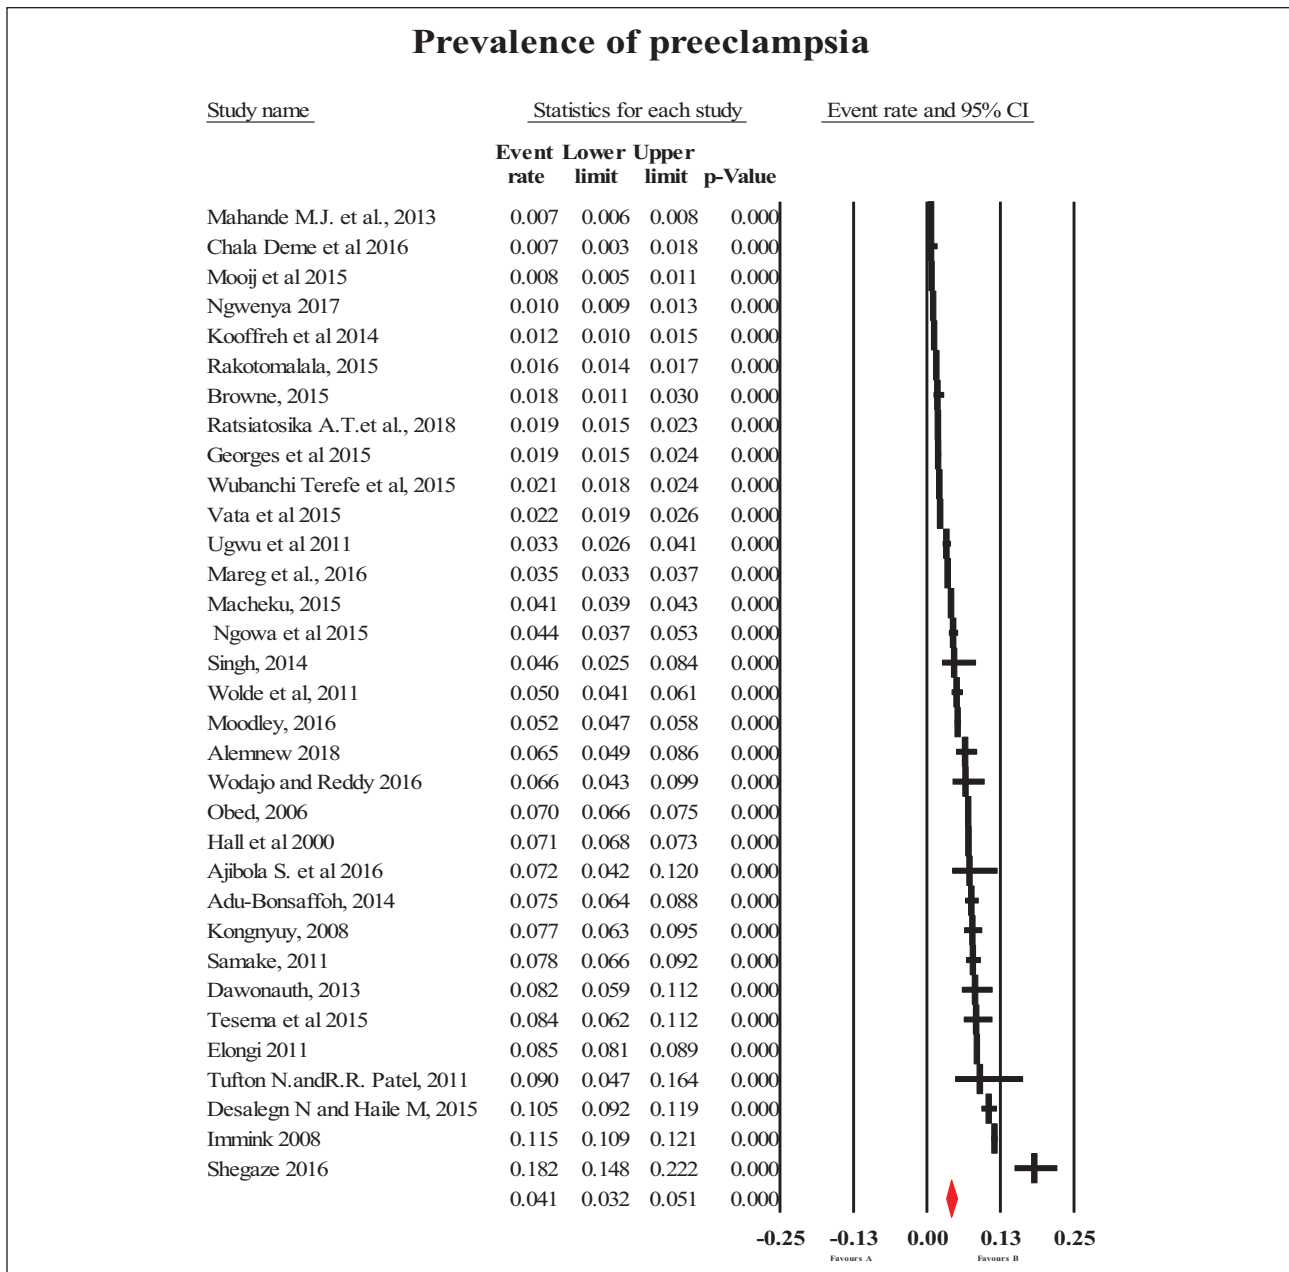 Prevalence of preeclampsia
Study name Statistics for each study Event rate and 95% CI
Event Lower Upper
rate limit limit p-Value
Mahande M.J. et al., 2013 0.007 0.006 0.008 0.000
Chala Deme et al 2016 0.007 0.003 0.018 0.000
Mooij et al 2015 0.008 0.005 0.011 0.000
Ngwenya 2017 0.010 0.009 0.013 0.000
Kooffreh et al 2014 0.012 0.010 0.015 0.000
Rakotomalala, 2015 0.016 0.014 0.017 0.000
Browne, 2015 0.018 0.011 0.030 0.000
Ratsiatosika A.T.et al., 2018 0.019 0.015 0.023 0.000
Georges et al 2015 0.019 0.015 0.024 0.000
Wubanchi Terefe et al, 2015 0.021 0.018 0.024 0.000
Vata et al 2015 0.022 0.019 0.026 0.000
Ugwu et al 2011 0.033 0.026 0.041 0.000
Mareg et al., 2016 0.035 0.033 0.037 0.000
Macheku, 2015 0.041 0.039 0.043 0.000
Ngowa et al 2015 0.044 0.037 0.053 0.000
Singh, 2014 0.046 0.025 0.084 0.000
Wolde et al, 2011 0.050 0.041 0.061 0.000
Moodley, 2016 0.052 0.047 0.058 0.000
Alemnew 2018 0.065 0.049 0.086 0.000
Wodajo and Reddy 2016 0.066 0.043 0.099 0.000
Obed, 2006 0.070 0.066 0.075 0.000
Hall et al 2000 0.071 0.068 0.073 0.000
Ajibola S. et al 2016 0.072 0.042 0.120 0.000
Adu-Bonsaffoh, 2014 0.075 0.064 0.088 0.000
Kongnyuy, 2008 0.077 0.063 0.095 0.000
Samake, 2011 0.078 0.066 0.092 0.000
Dawonauth, 2013 0.082 0.059 0.112 0.000
Tesema et al 2015 0.084 0.062 0.112 0.000
Elongi 2011 0.085 0.081 0.089 0.000
Tufton N.andR.R. Patel, 2011 0.090 0.047 0.164 0.000
Desalegn N and Haile M, 2015 0.105 0.092 0.119 0.000
Immink 2008 0.115 0.109 0.121 0.000
Shegaze 2016 0.182 0.148 0.222 0.000
0.041 0.032 0.051 0.000
-0.25 -0.13 0.00 0.13 0.25
Favours A Favours B